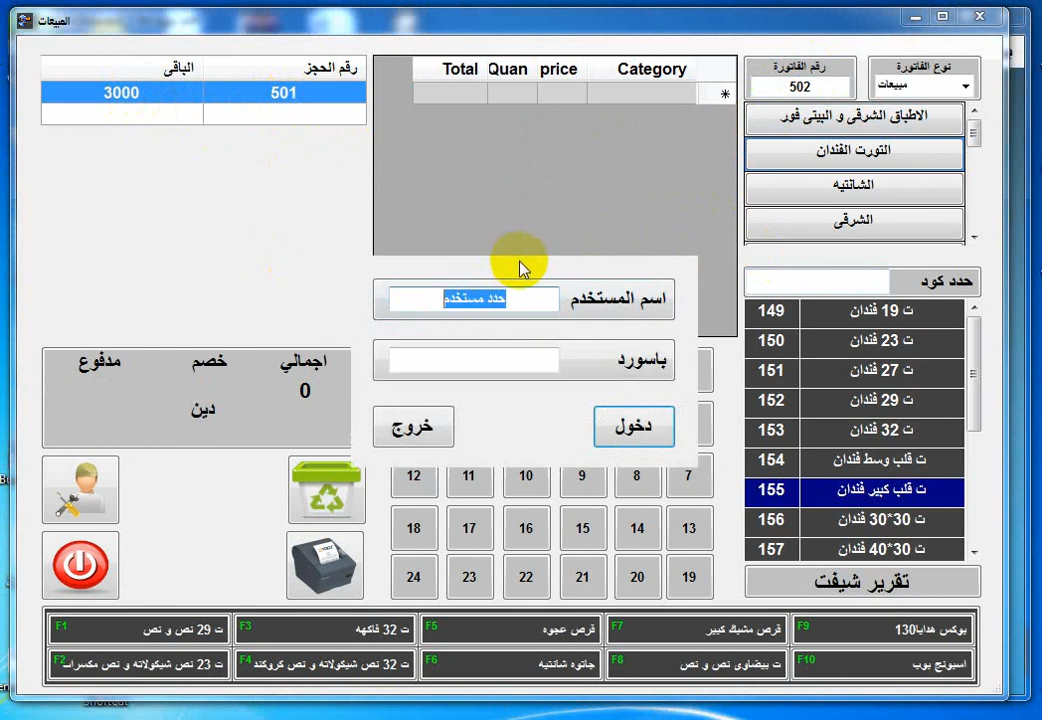 المبيعات
نوع الفاتورة
مبيعات
رقم الفاتورة
502
Category price Quan Total
*
رقم الحجز الباقى
501 3000
الاطباق الشرقى و البيتى فور
التورت الفندان
الشانتيه
الشرقى
حدد كود
149 ت 19 فندان
150 ت 23 فندان
151 ت 27 فندان
152 ت 29 فندان
153 ت 32 فندان
154 ت قلب وسط فندان
155 ت قلب كبير فندان
156 ت 30*30 فندان
157 ت 40*30 فندان
تقرير شيفت
اسم المستخدم حدد مستخدم
باسورد
دخول خروج
اجمالي خصم مدفوع
0
دين
7 8 9 10 11 12
13 14 15 16 17 18
19 20 21 22 23 24
F9 بوكس هدايا130
F7 قرص مشبك كبير
F5 قرص عجوه
F3 ت 32 فاكهه
F1 ت 29 نص و نص
F10 اسبونج بوب
F8 ت بيضاوى نص و نص
F6 جاتوه شانتيه
F4 ت 32 نص شيكولاته و نص كروكند
F2 ت 23 نص شيكولاته و نص مكسرات